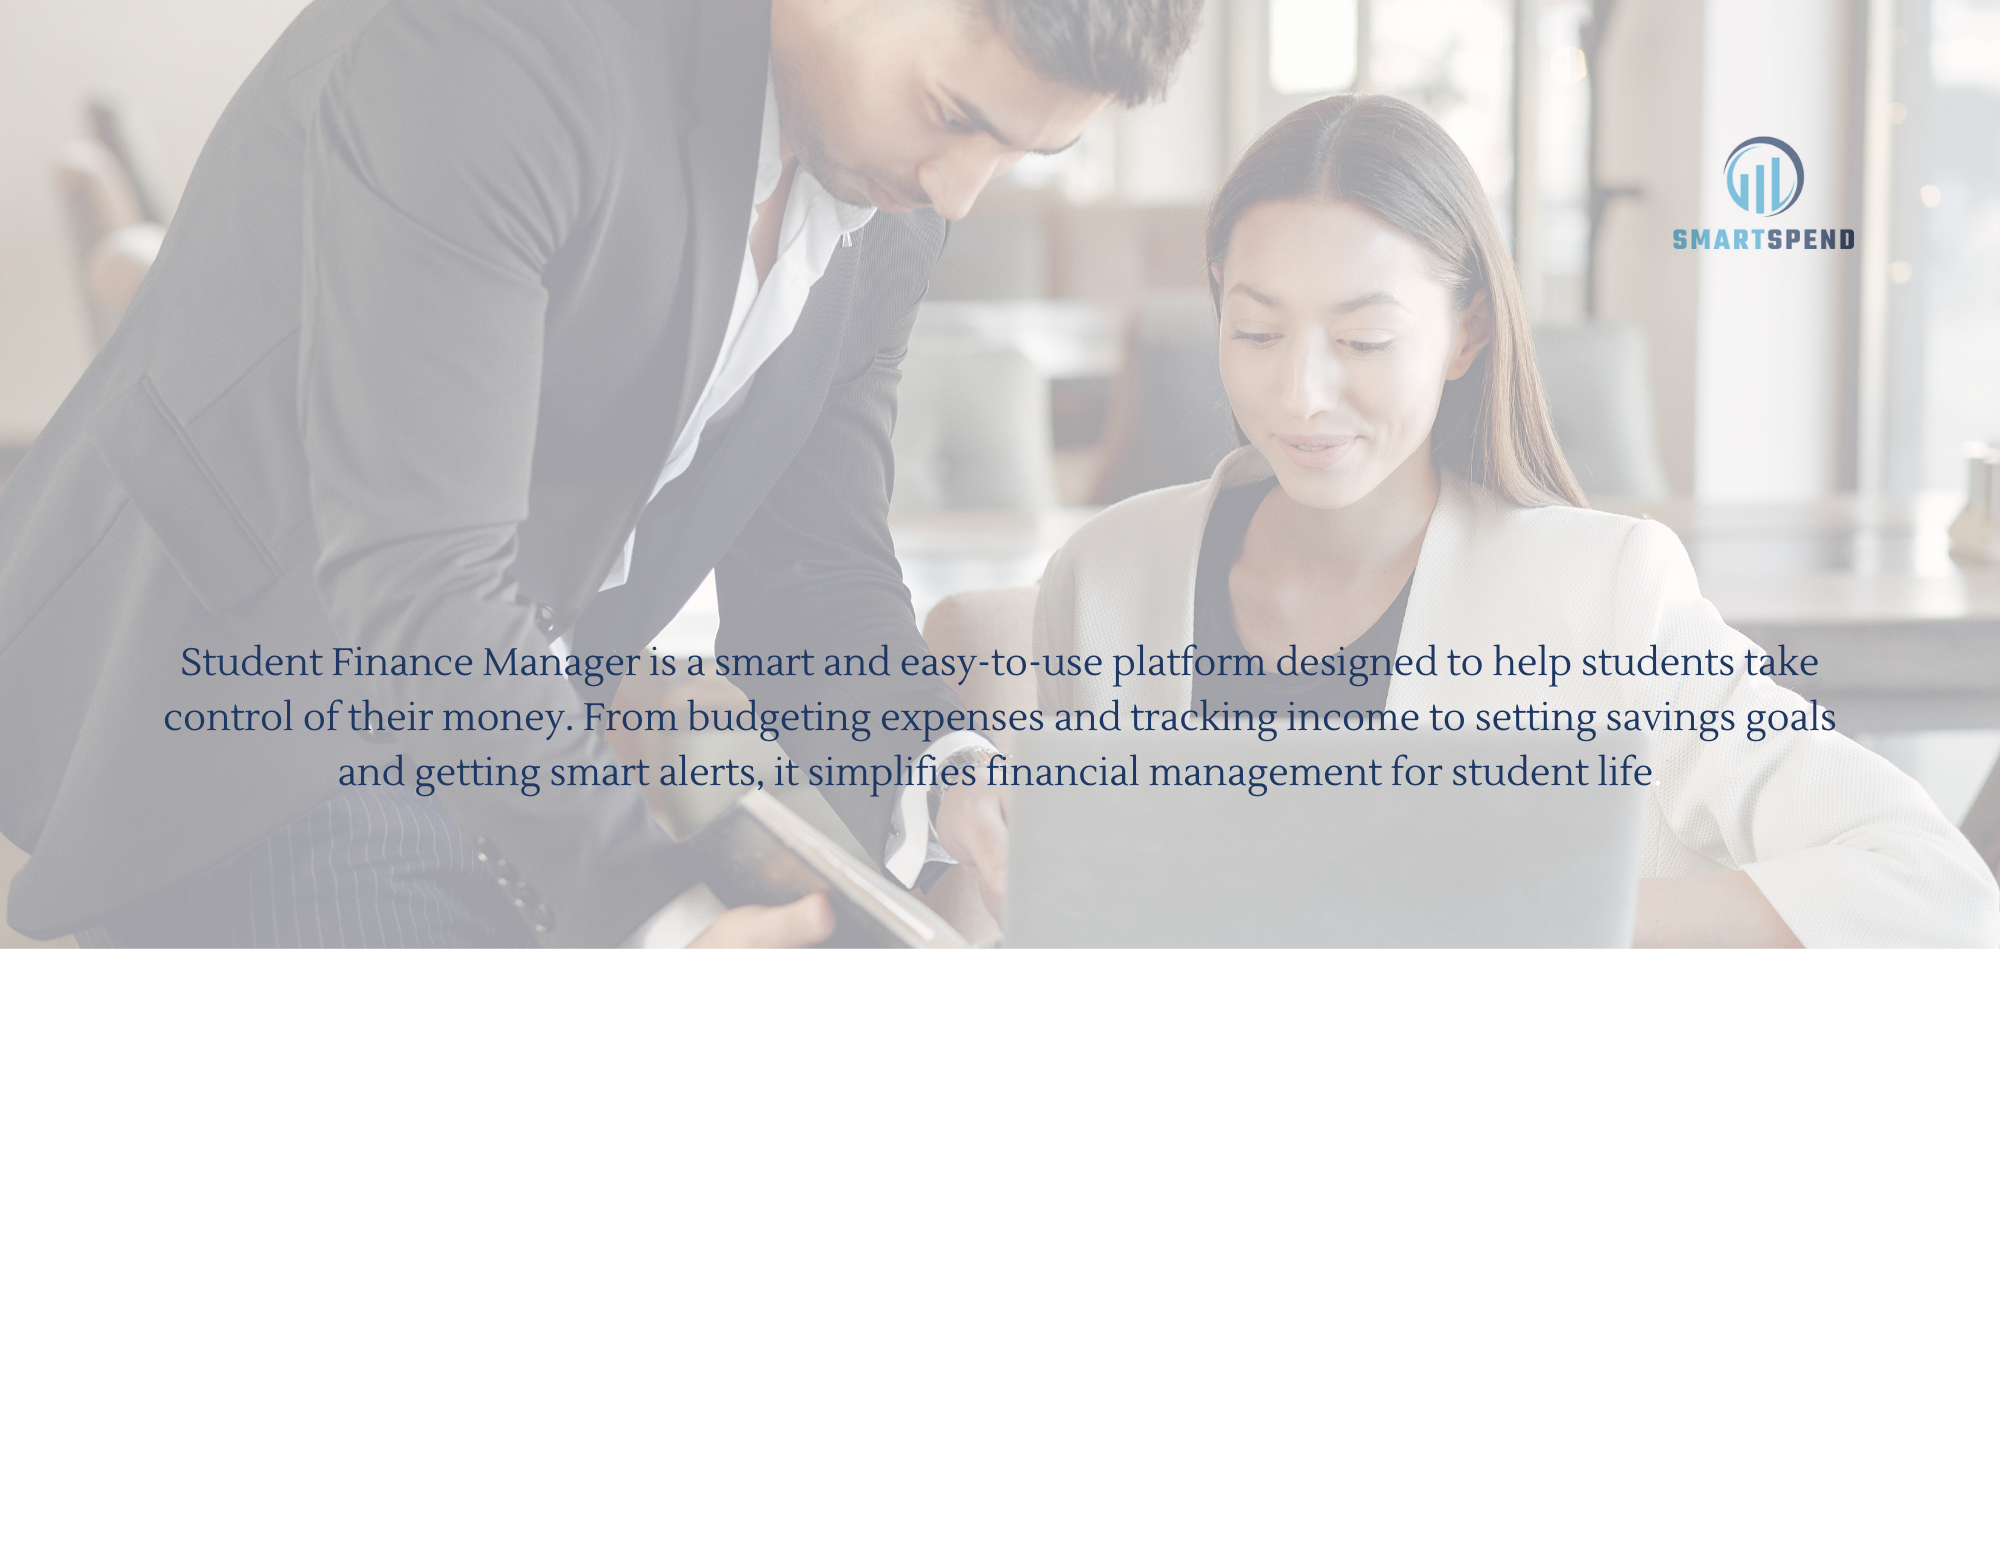 SMARTSPEND
Student Finance Manager is a smart and easy-to-use platform designed to help students take
control of their money. From budgeting expenses and tracking income to setting savings goals
and getting smart alerts, it simplifies financial management for student life.